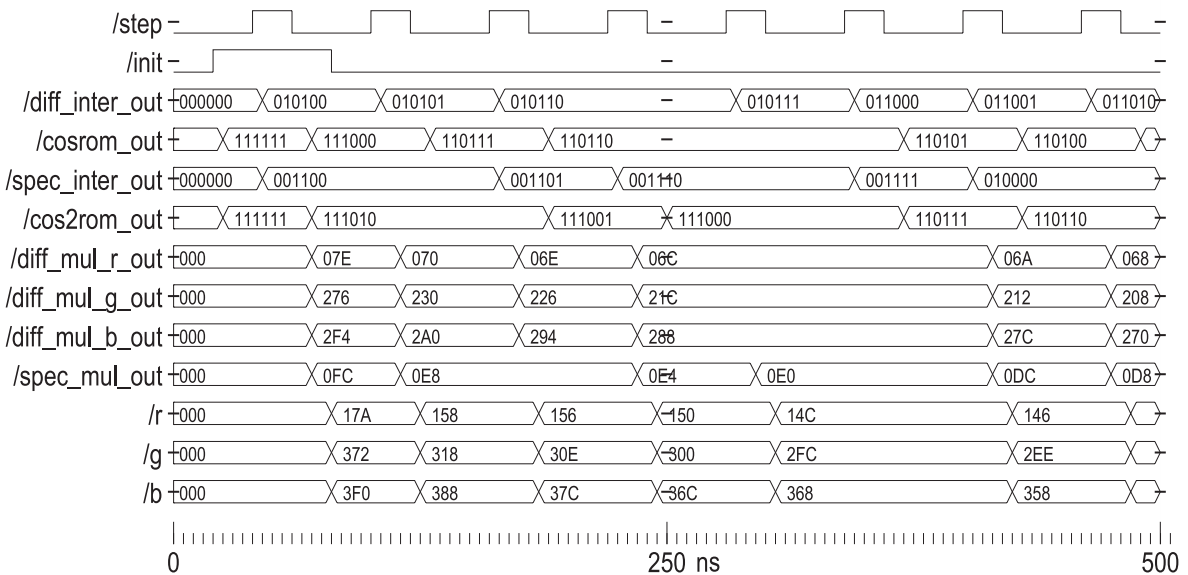 /step
/init
/diff_inter_out 000000 010100 010101 010110 010111 011000 011001 011010
/cosrom_out 111111 111000 110111 110110 110101 110100
/spec_inter_out 000000 001100 001101 001110 001111 010000
/cos2rom_out 111111 111010 111001 111000 110111 110110
/diff_mul_r_out 000 07E 070 06E 06C 06A 068
/diff_mul_g_out 000 276 230 226 21C 212 208
/diff_mul_b_out 000 2F4 2A0 294 288 27C 270
/spec_mul_out 000 0FC 0E8 0E4 0E0 0DC 0D8
/r 000 17A 158 156 150 14C 146
/g 000 372 318 30E 300 2FC 2EE
/b 000 3F0 388 37C 36C 368 358
0 250 ns 500